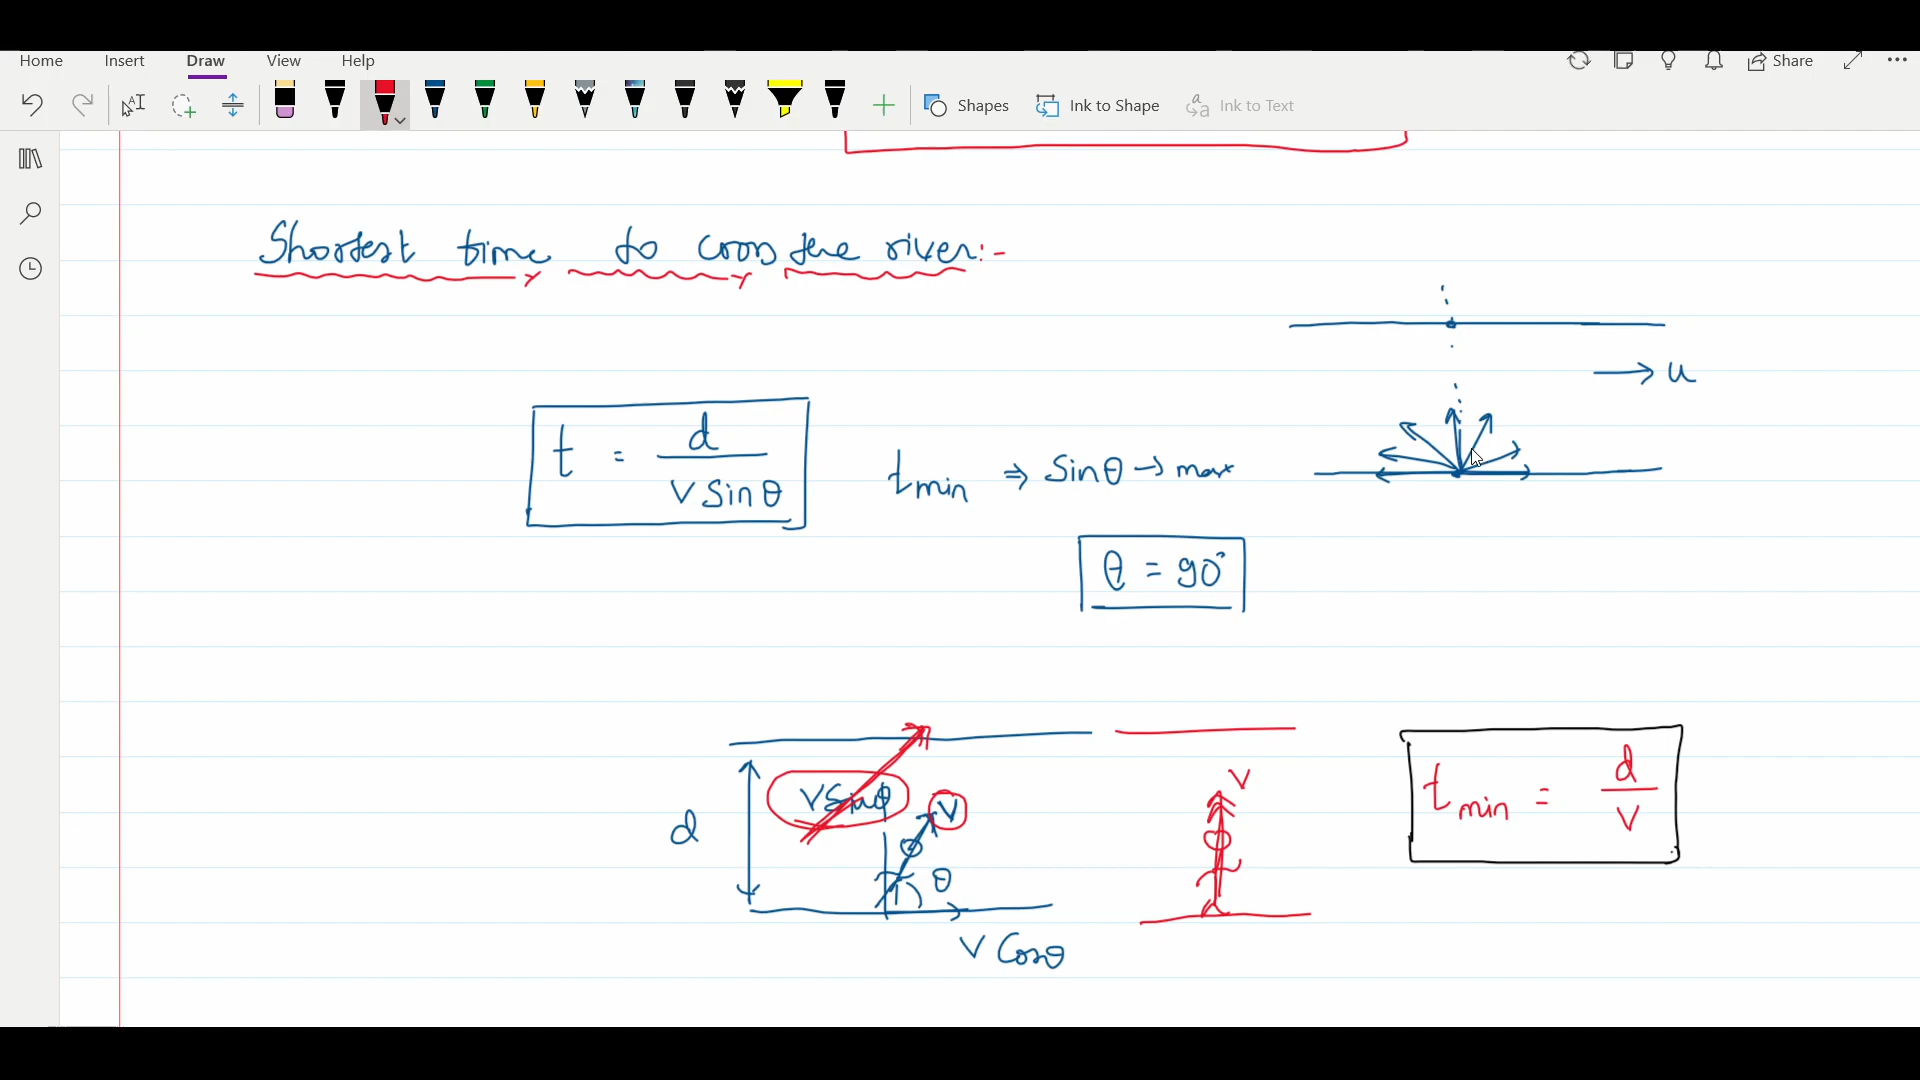 Home Insert Draw View Help Share
Shapes Ink to Shape Ink to Text
Shortest time to cross the river:-
u
t = d / v Sinθ
tmin ⇒ Sinθ → max
θ = 90°
d
vSinθ
v
θ
v Cosθ
v
tmin = d / v